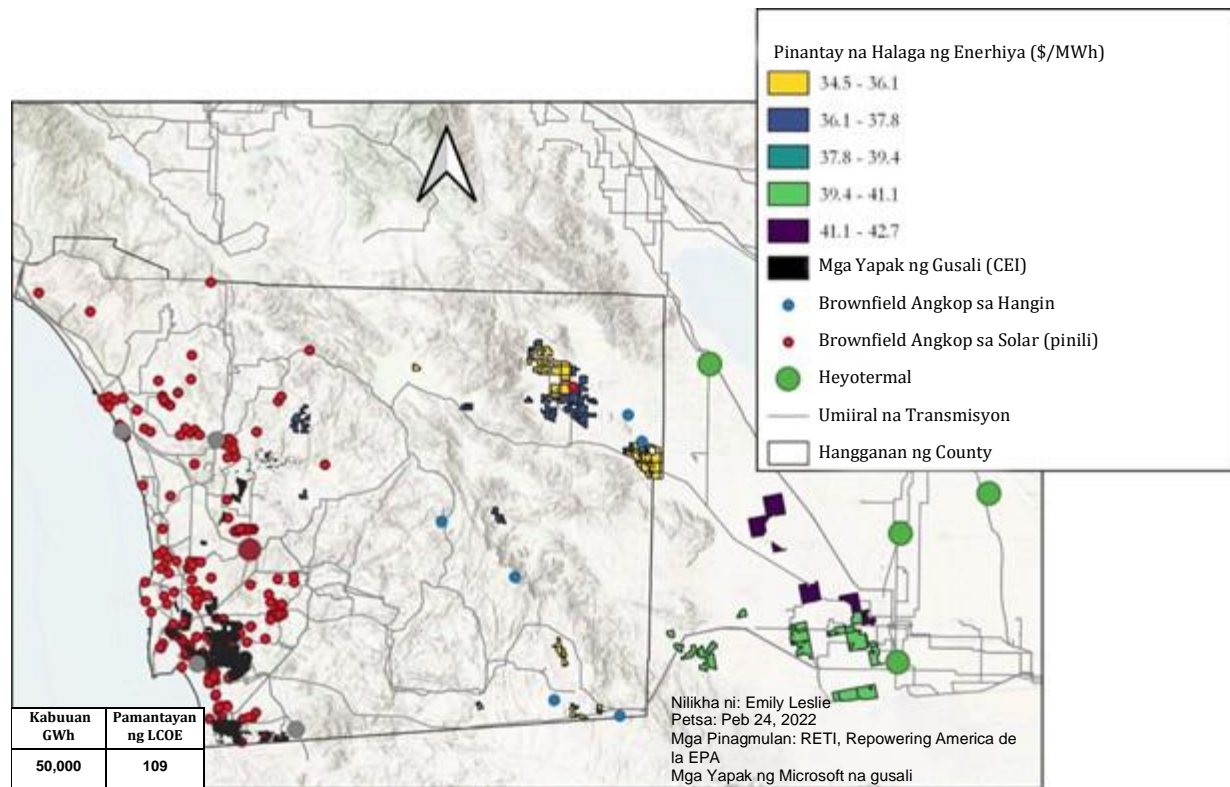 Pinantay na Halaga ng Enerhiya ($/MWh)
34.5 - 36.1
36.1 - 37.8
37.8 - 39.4
39.4 - 41.1
41.1 - 42.7
Mga Yapak ng Gusali (CEI)
Brownfield Angkop sa Hangin
Brownfield Angkop sa Solar (pinili)
Heyotermal
Umiiral na Transmisyon
Hangganan ng County
Kabuuan GWh
Pamantayan ng LCOE
50,000
109
Nilikha ni: Emily Leslie
Petsa: Peb 24, 2022
Mga Pinagmulan: RETI, Repowering America de
la EPA
Mga Yapak ng Microsoft na gusali